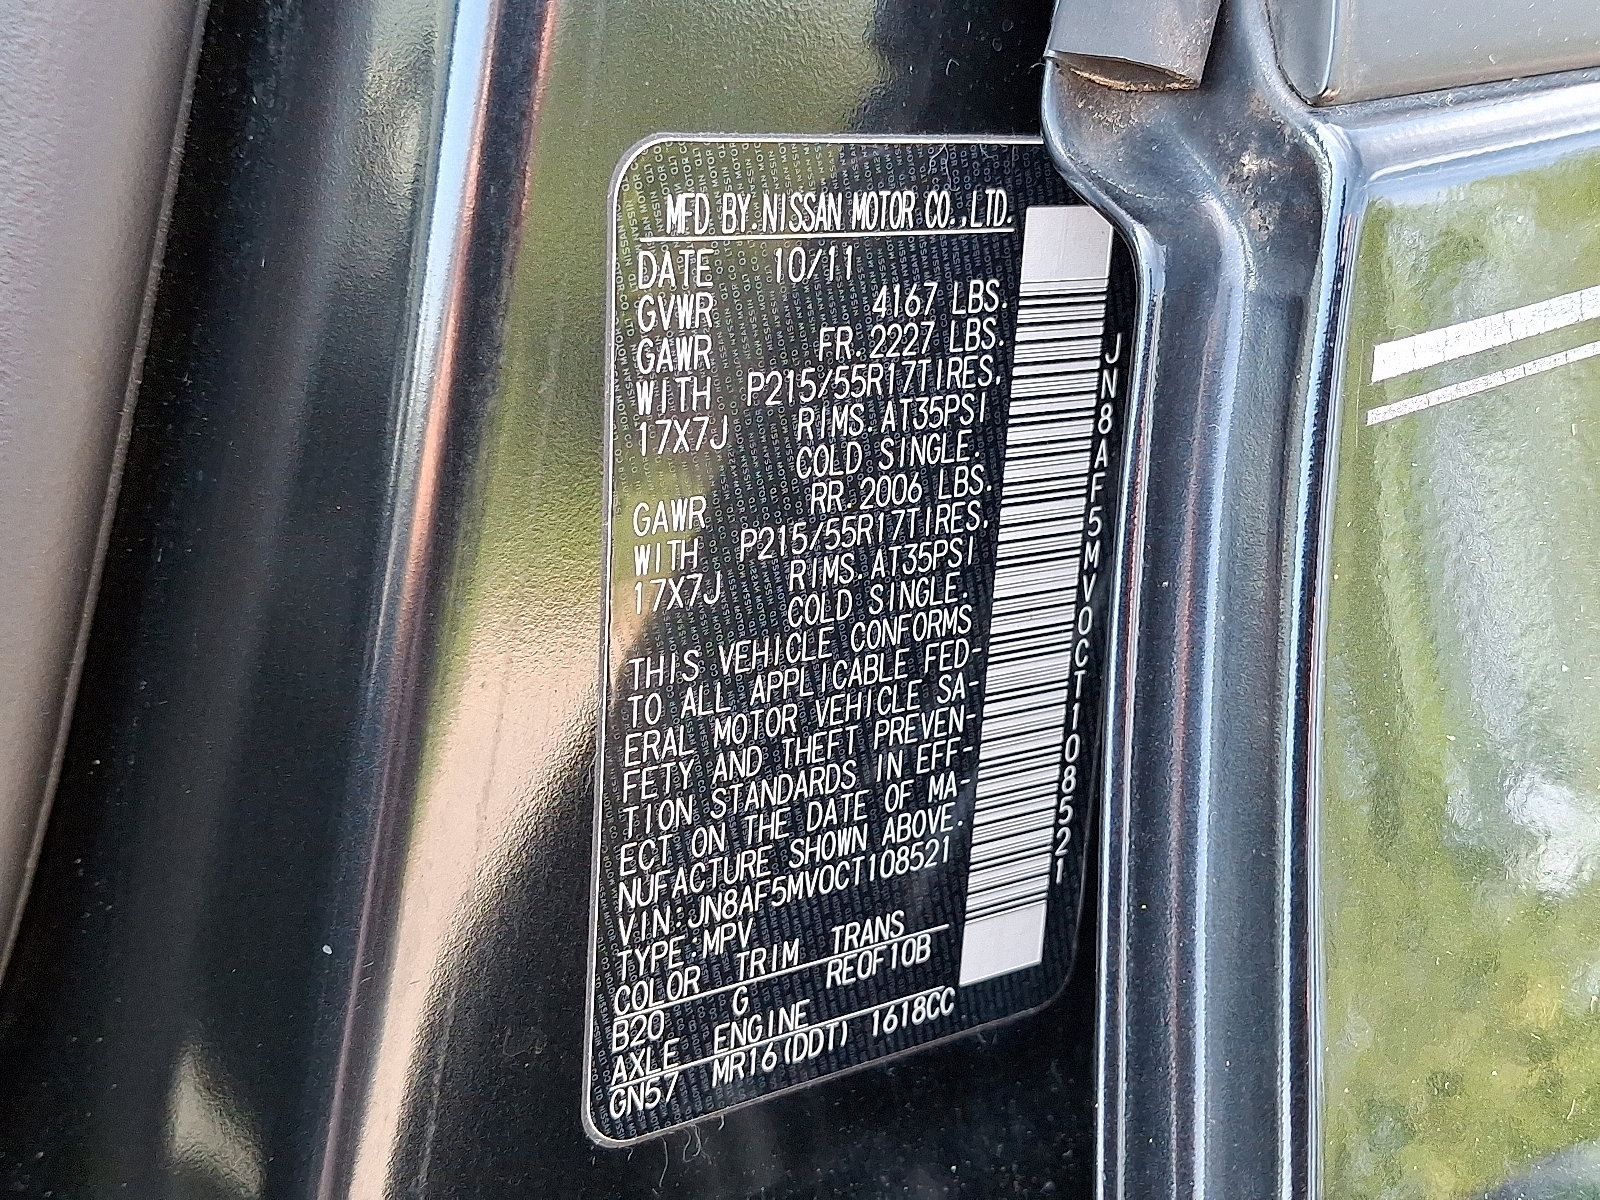 MFD BY. NISSAN MOTOR CO., LTD.
DATE 10/11
GVWR 4167 LBS.
GAWR FR. 2227 LBS.
WITH P215/55R17TIRES.
17X7J RIMS. AT35PSI
COLD SINGLE.
GAWR RR. 2006 LBS.
WITH P215/55R17TIRES.
17X7J RIMS. AT35PSI
COLD SINGLE.
THIS VEHICLE CONFORMS
TO ALL APPLICABLE FED-
ERAL MOTOR VEHICLE SA-
FETY AND THEFT PREVEN-
TION STANDARDS IN EFF-
ECT ON THE DATE OF MA-
NUFACTURE SHOWN ABOVE.
VIN:JN8AF5MV0CT108521
TYPE:MPV
COLOR TRIM TRANS
B20 G RE0F10B
AXLE ENGINE
GN57 MR16(DDT) 1618CC
JN8AF5MV0CT108521